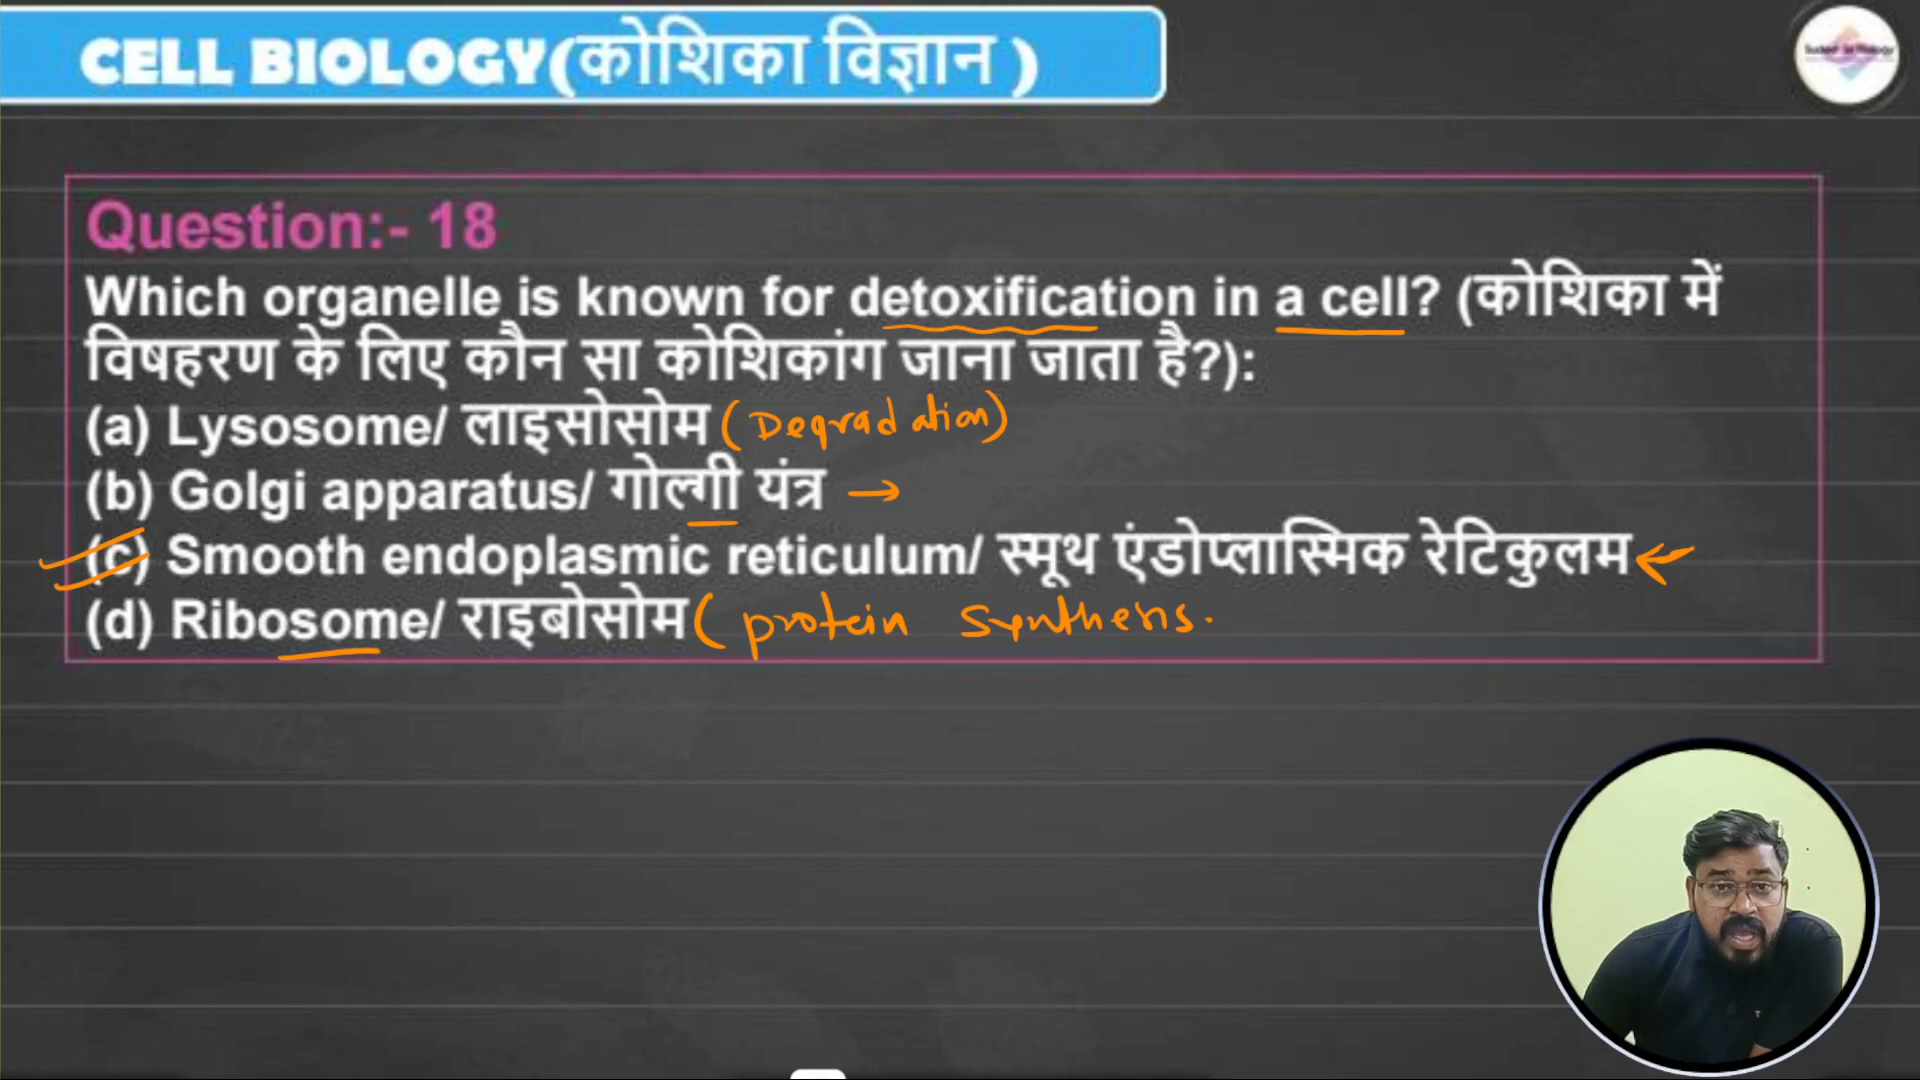 CELL BIOLOGY(कोशिका विज्ञान )
Question:- 18
Which organelle is known for detoxification in a cell? (कोशिका में
विषहरण के लिए कौन सा कोशिकांग जाना जाता है?):
(a) Lysosome/ लाइसोसोम (Degradation)
(b) Golgi apparatus/ गोल्गी यंत्र →
(c) Smooth endoplasmic reticulum/ स्मूथ एंडोप्लास्मिक रेटिकुलम ←
(d) Ribosome/ राइबोसोम ( protein synthesis.